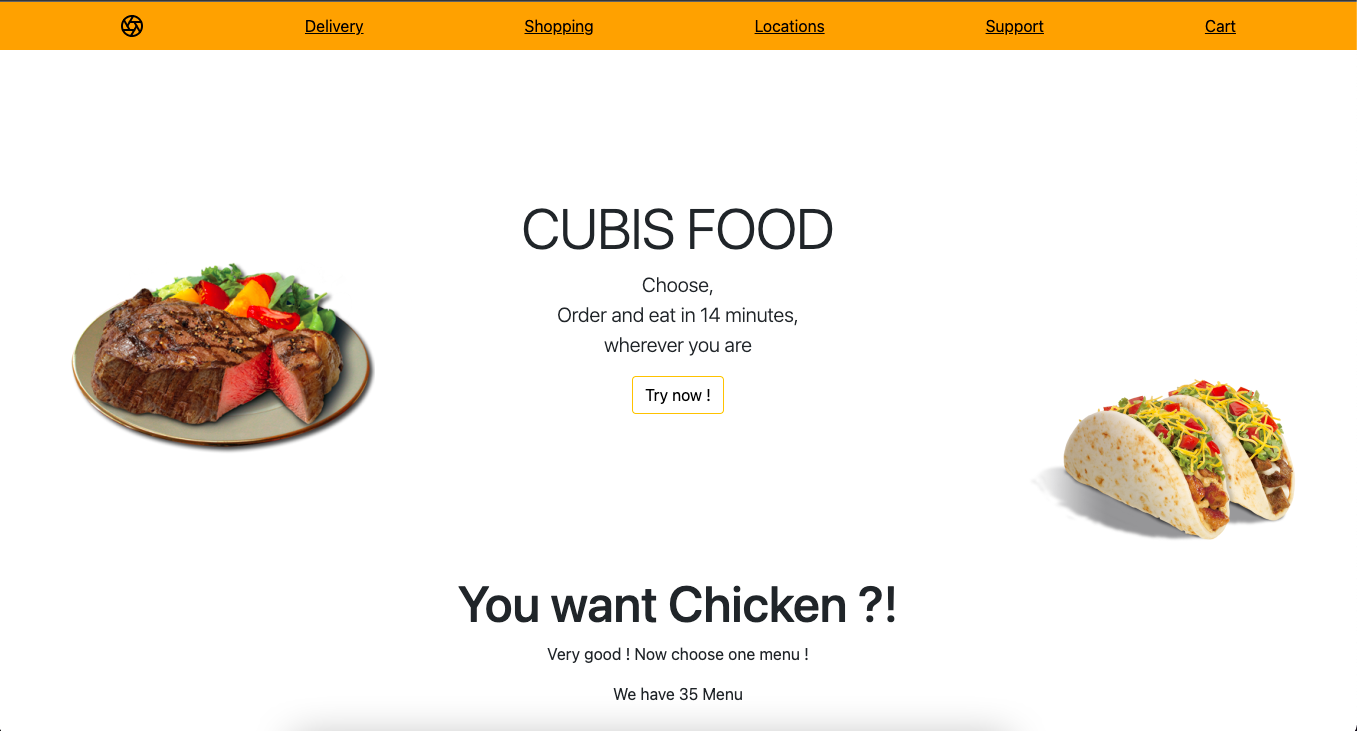 Delivery Shopping Locations Support Cart
CUBIS FOOD
Choose,
Order and eat in 14 minutes,
wherever you are
Try now !
You want Chicken ?!
Very good ! Now choose one menu !
We have 35 Menu